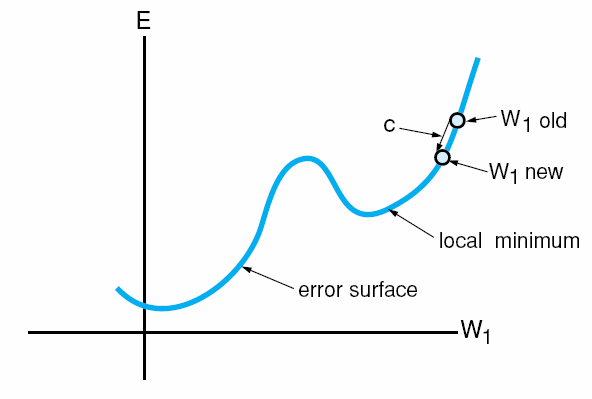 E
c
W1 old
W1 new
local minimum
error surface
W1